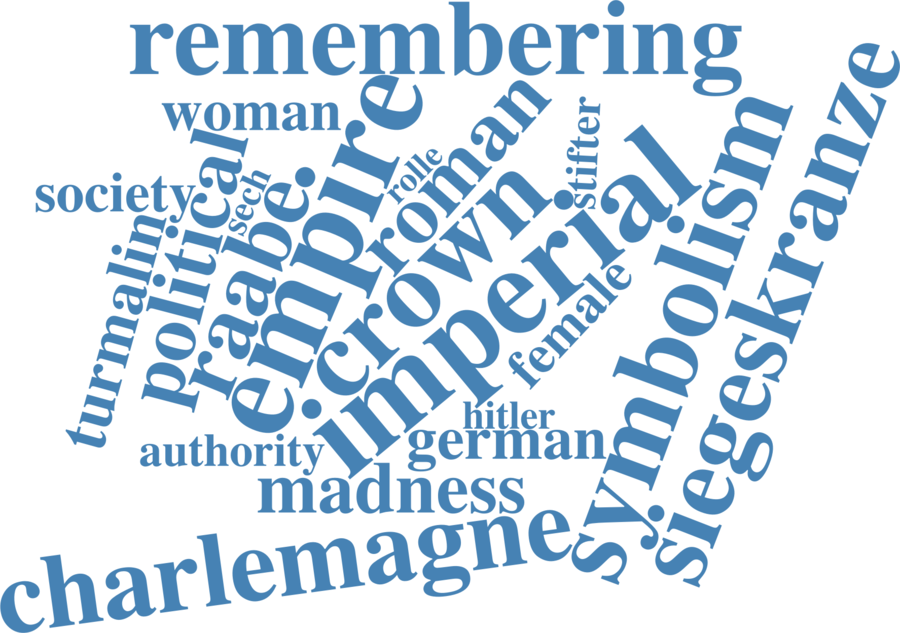 remembering
woman
society
political
sech
turmalin
raabe
empire
rolle
roman
stifter
crown
imperial
female
symbolism
siegeskranze
hitler
german
authority
madness
charlemagne